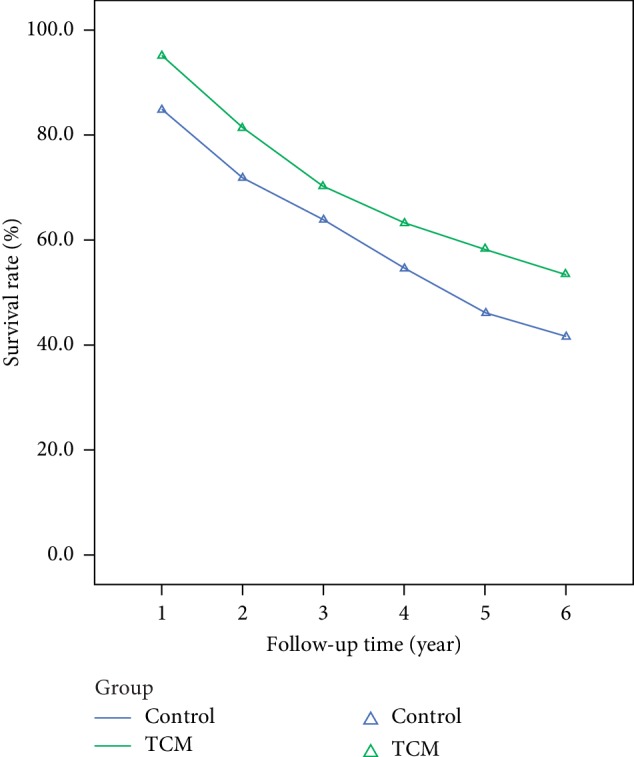 100.0
80.0
60.0
40.0
20.0
0.0
Survival rate (%)
1 2 3 4 5 6
Follow-up time (year)
Group
Control Control
TCM TCM